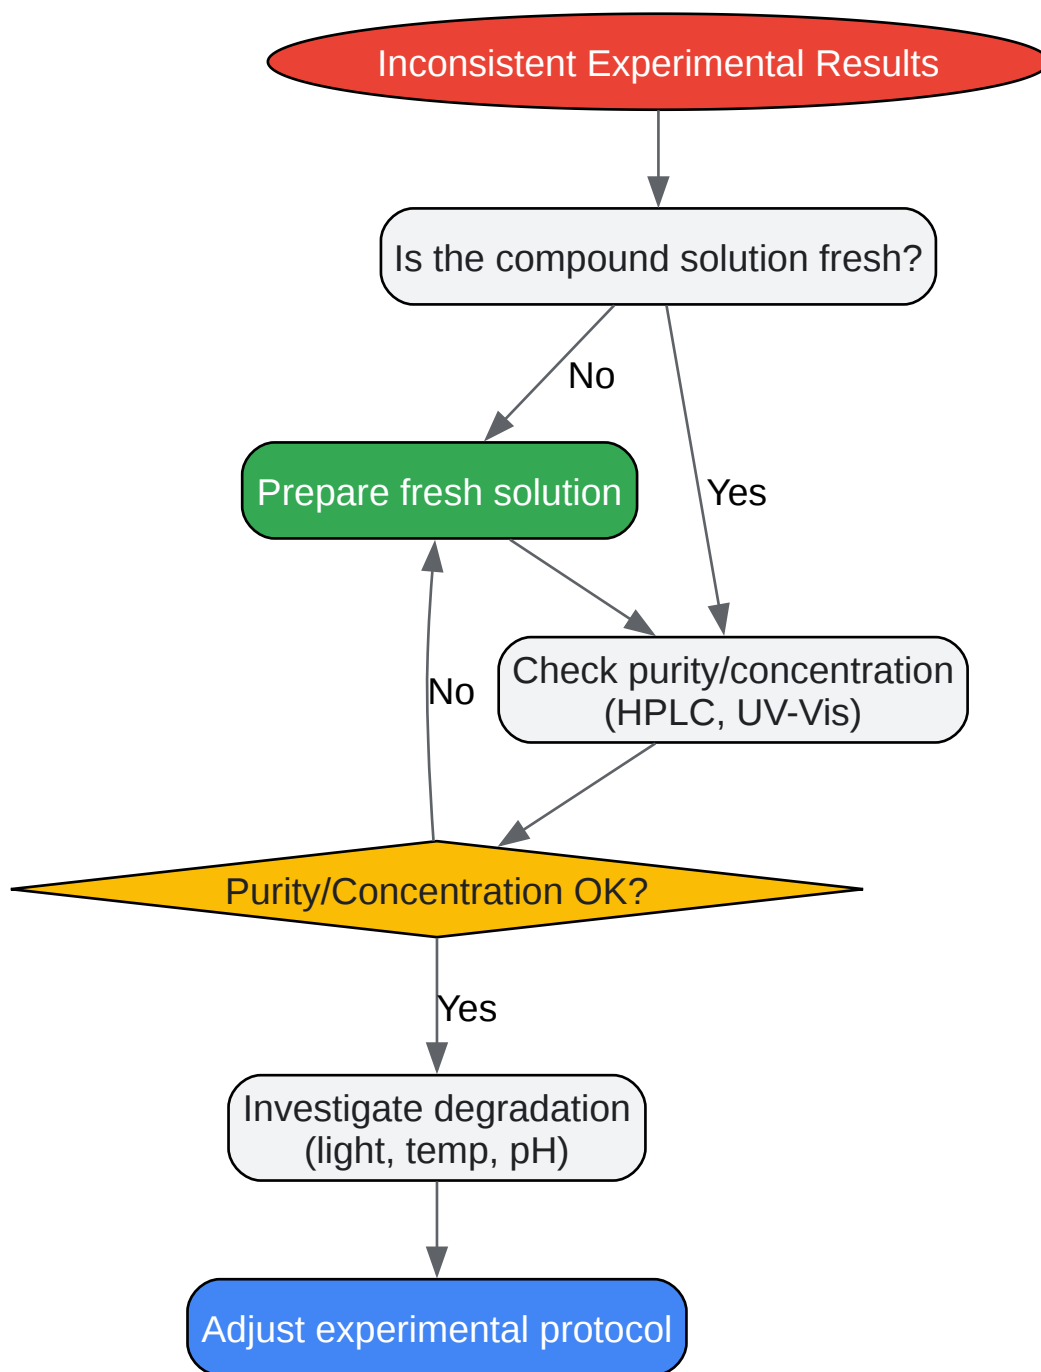 Inconsistent Experimental Results
Is the compound solution fresh?
No
Prepare fresh solution
Yes
Check purity/concentration
(HPLC, UV-Vis)
No
Purity/Concentration OK?
Yes
Investigate degradation
(light, temp, pH)
Adjust experimental protocol